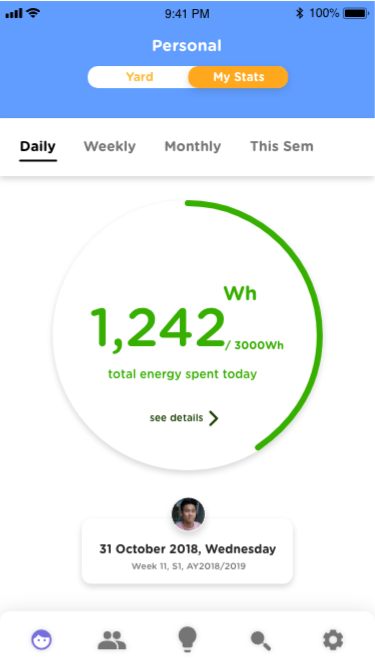 9:41 PM 100%
Personal
Yard My Stats
Daily Weekly Monthly This Sem
Wh
1,242/ 3000Wh
total energy spent today
see details
31 October 2018, Wednesday
Week 11, S1, AY2018/2019